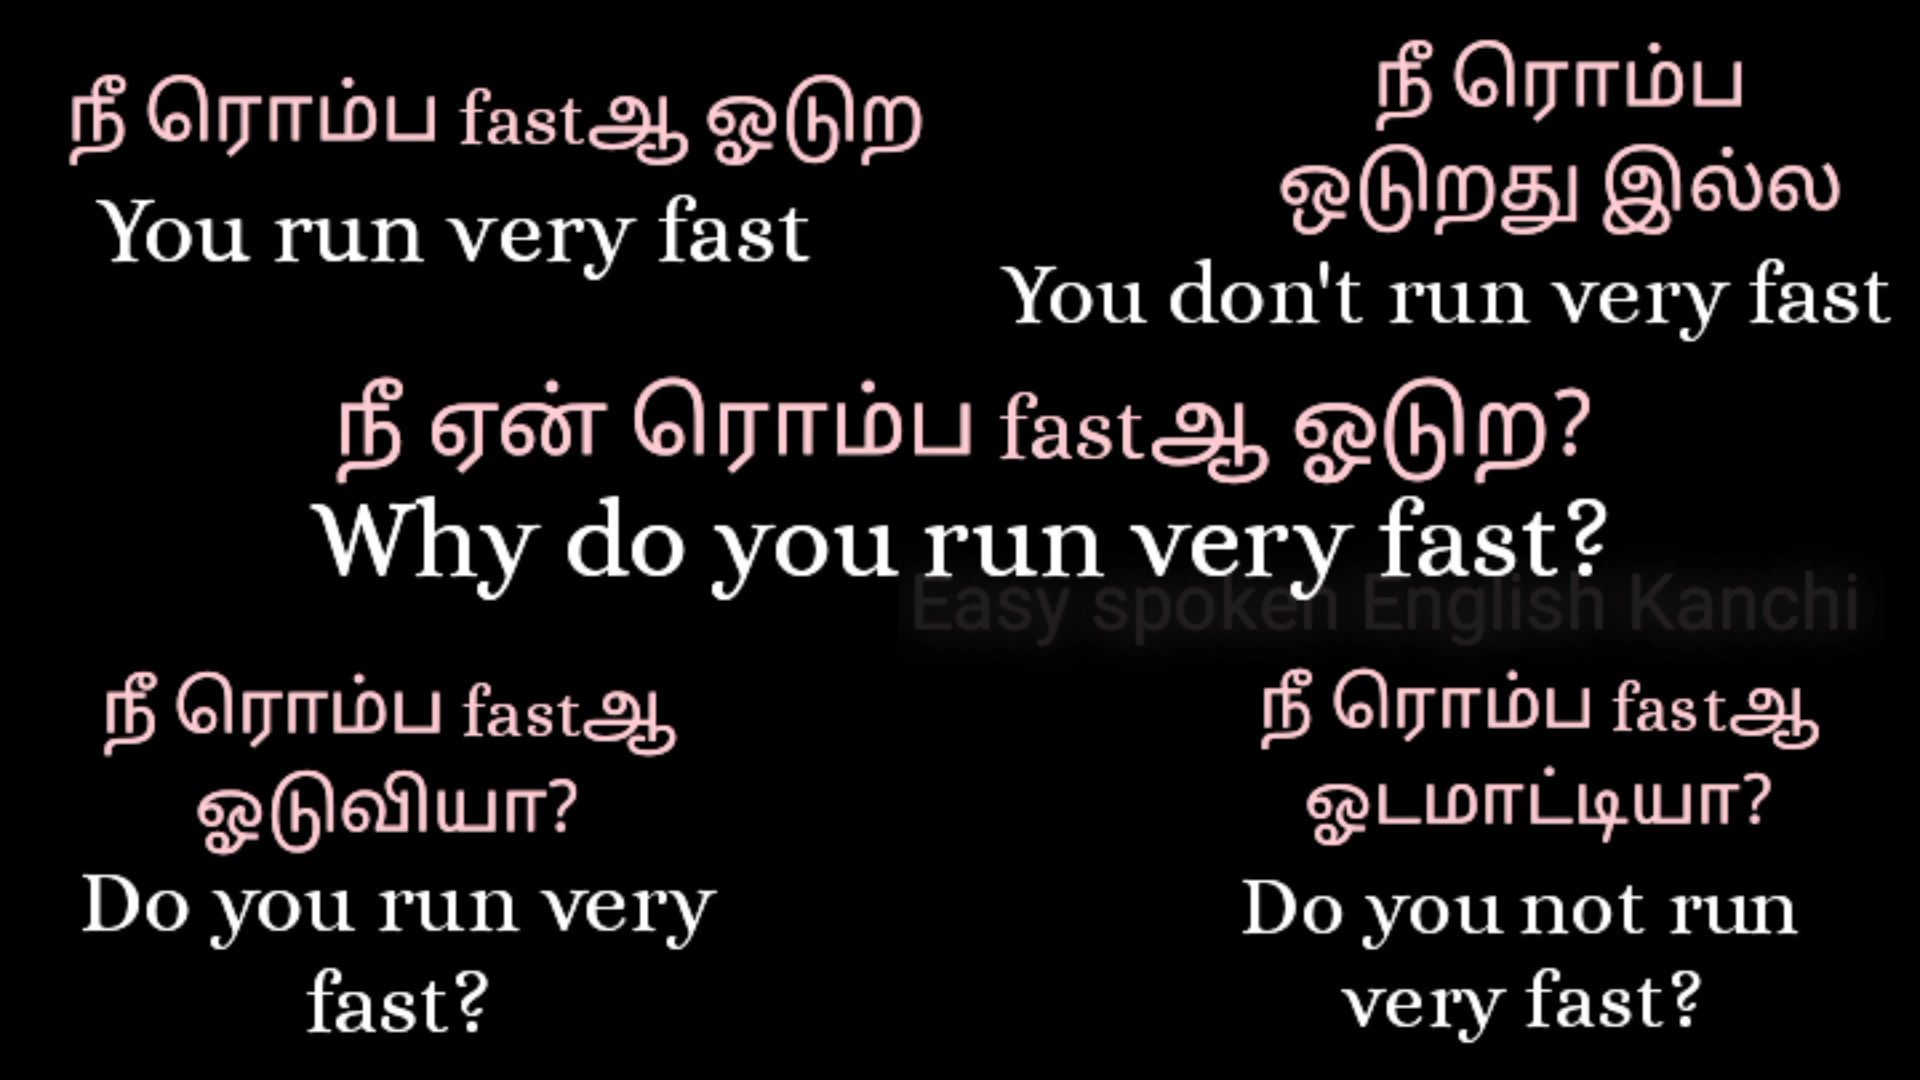 நீ ரொம்ப fastஆ ஓடுற
You run very fast
நீ ரொம்ப
ஒடுறது இல்ல
You don't run very fast
நீ ஏன் ரொம்ப fastஆ ஓடுற?
Why do you run very fast?
Easy spoken English Kanchi
நீ ரொம்ப fastஆ
ஓடுவியா?
Do you run very
fast?
நீ ரொம்ப fastஆ
ஓடமாட்டியா?
Do you not run
very fast?